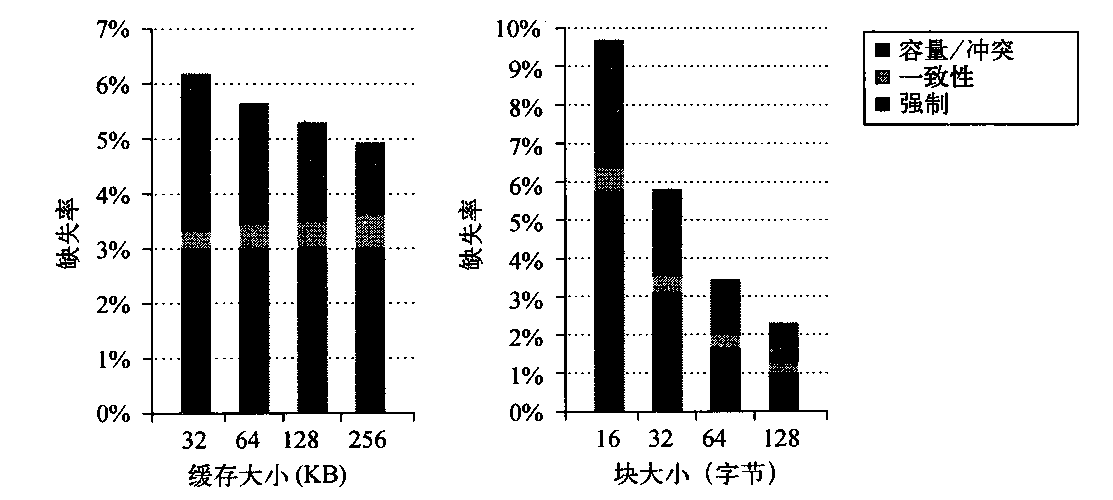 7%
6%
5%
4%
3%
2%
1%
0%
缺失率
32 64 128 256
缓存大小 (KB)
10%
9%
8%
7%
6%
5%
4%
3%
2%
1%
0%
缺失率
16 32 64 128
块大小（字节）
容量/冲突
一致性
强制